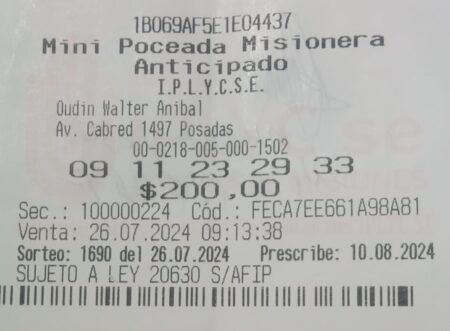 1B069AF5E1E04437
Mini Poceada Misionera
Anticipado
I.P.L.Y.C.S.E.
Oudin Walter Anibal
Av. Cabred 1497 Posadas
00-0218-005-000-1502
09 11 23 29 33
$200,00
Sec.: 100000224 Cód.: FECA7EE661A98A81
Venta: 26.07.2024 09:13:38
Sorteo: 1690 del 26.07.2024 Prescribe: 10.08.2024
SUJETO A LEY 20630 S/AFIP